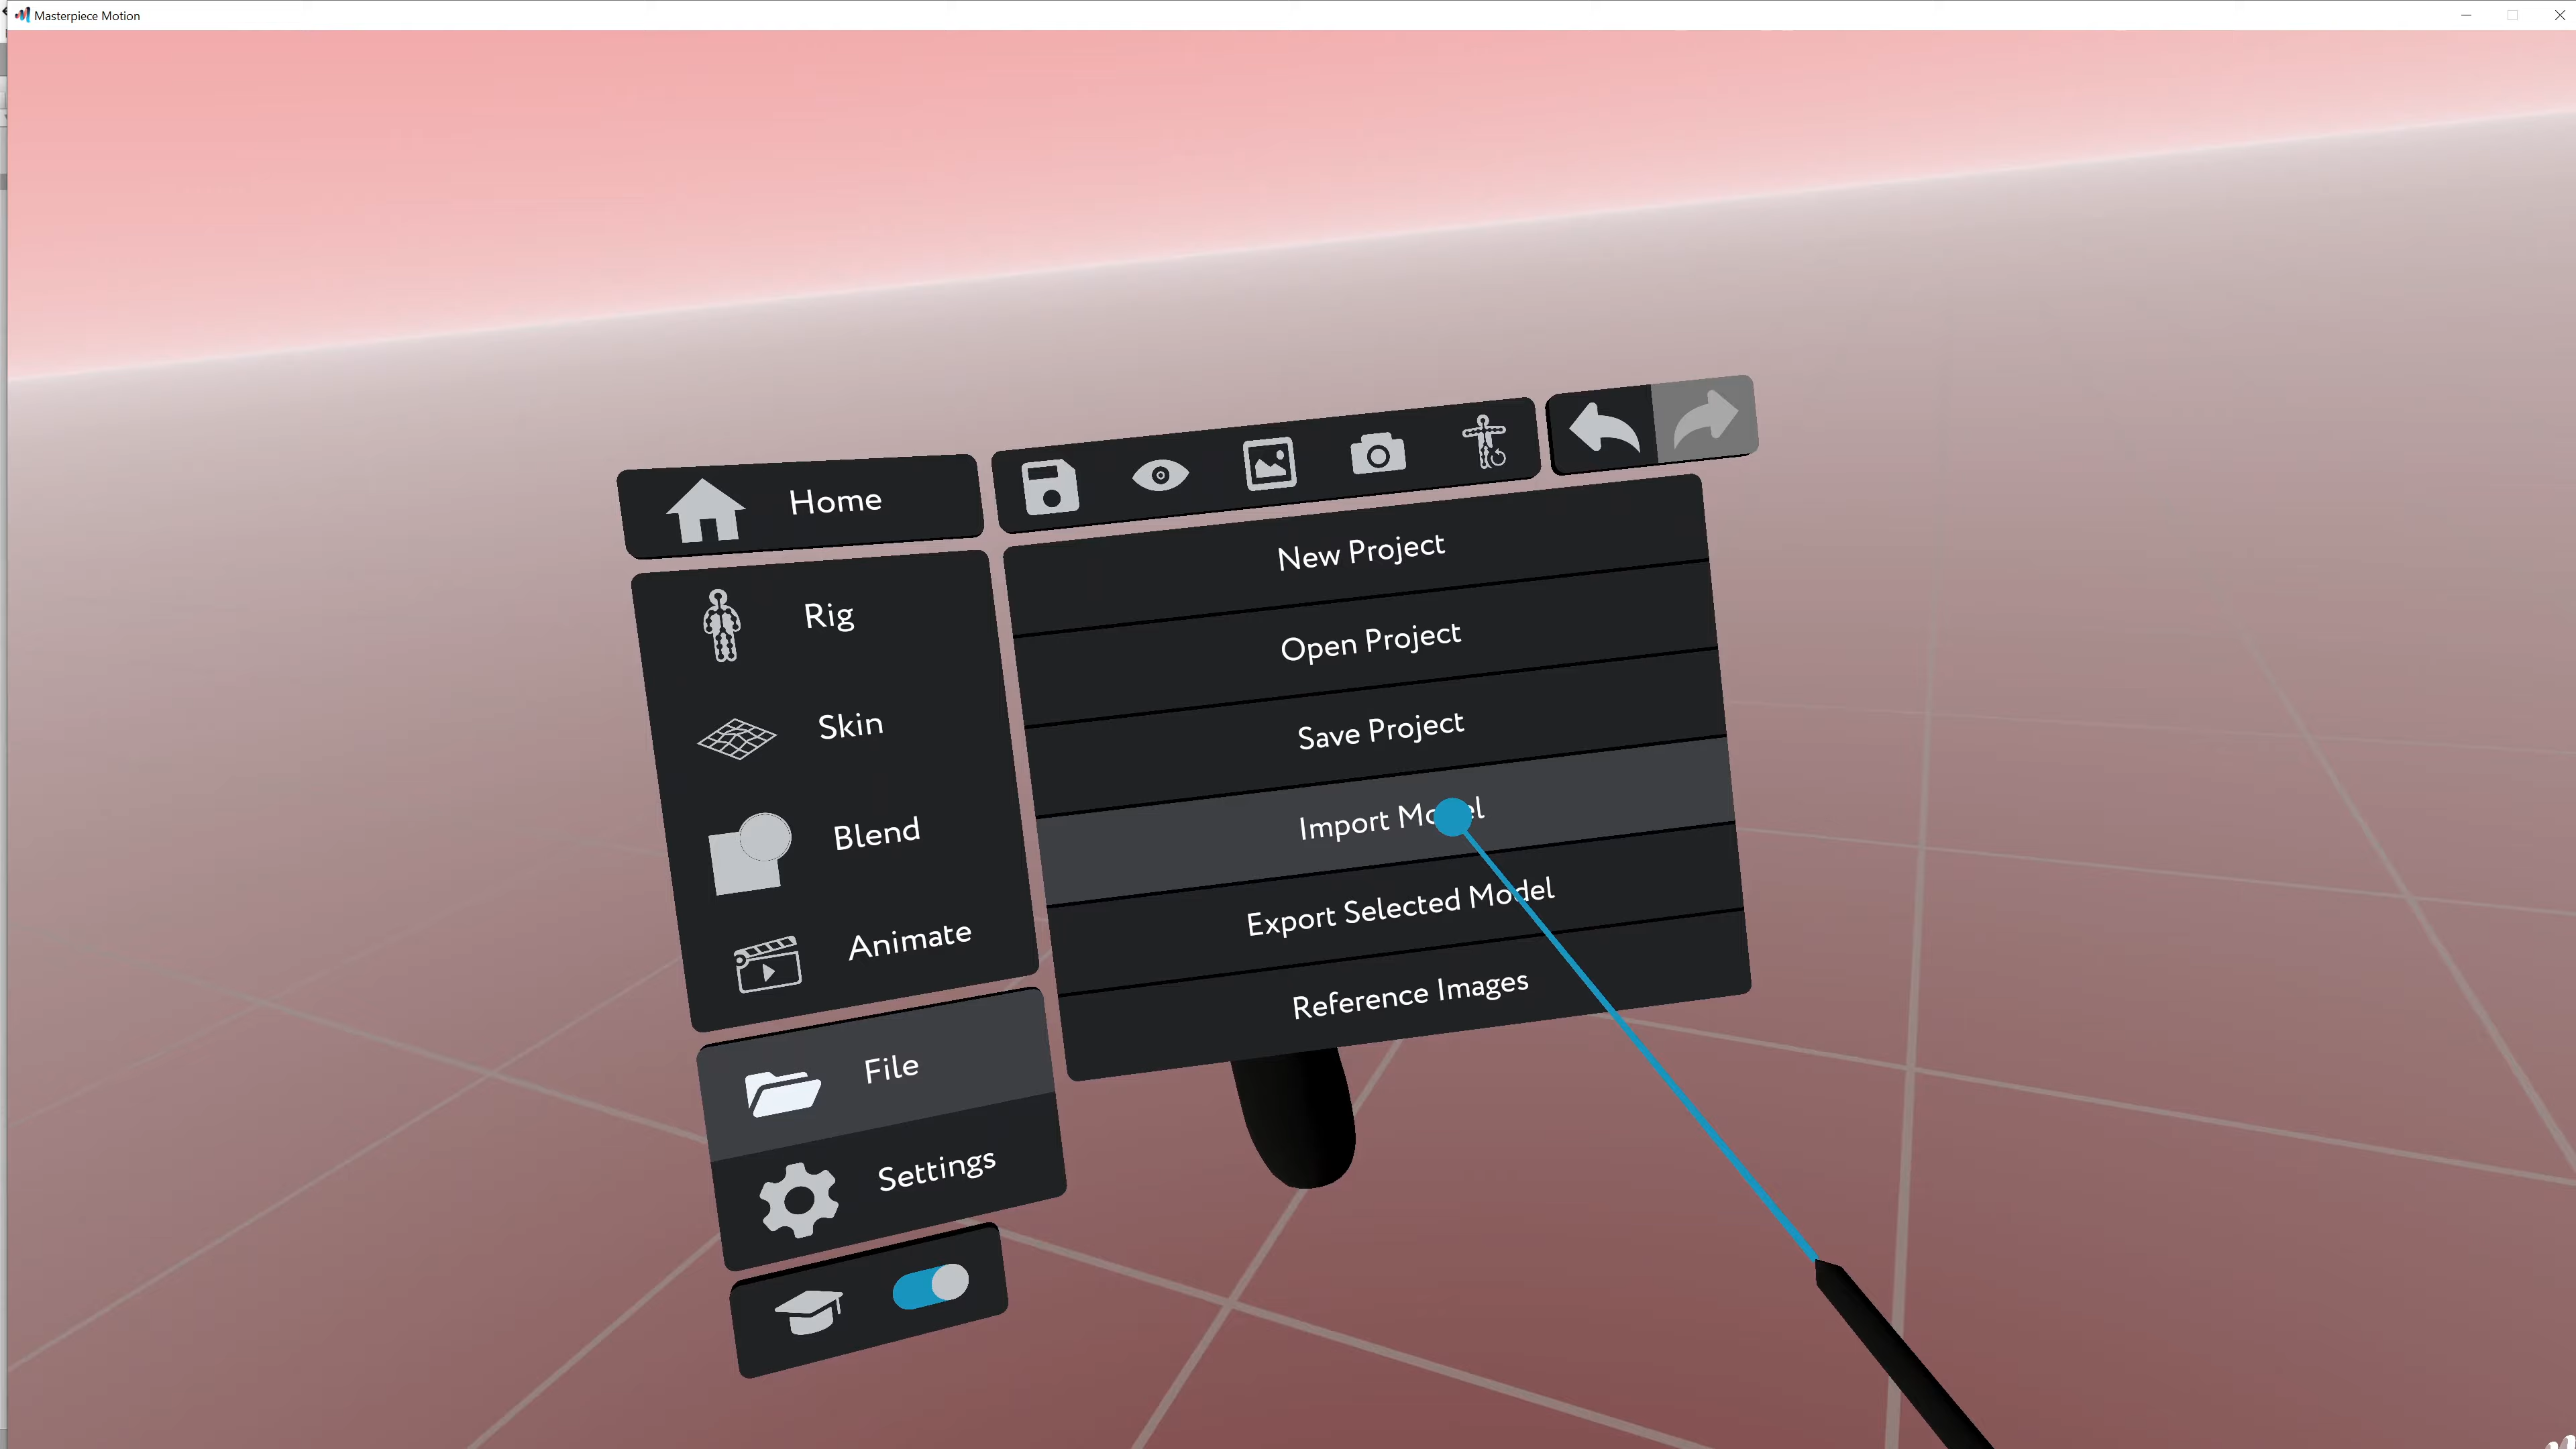 Masterpiece Motion
Home
Rig
Skin
Blend
Animate
File
Settings
New Project
Open Project
Save Project
Import Model
Export Selected Model
Reference Images